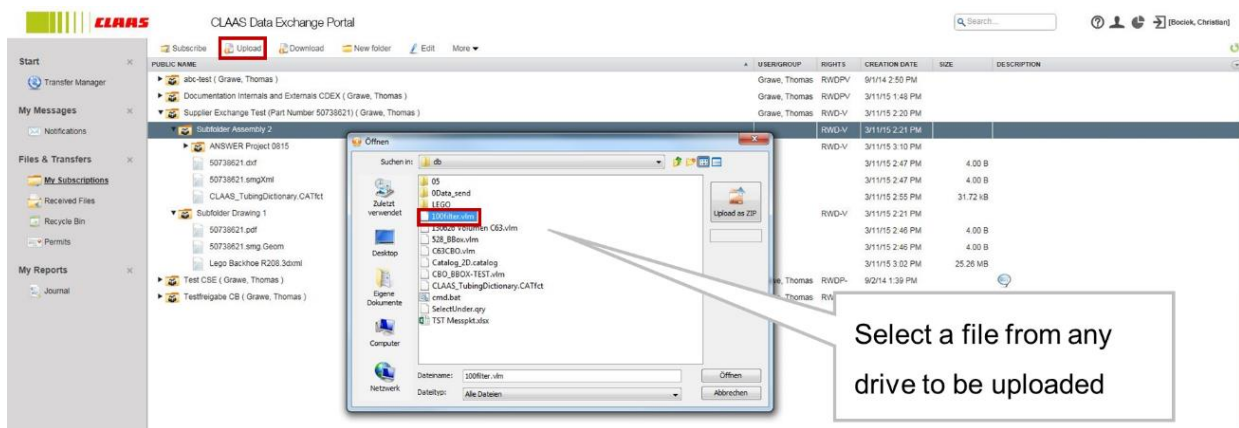 CLAAS CLAAS Data Exchange Portal Search... [Bociek, Christian]
Subscribe Upload Download New folder Edit More
Start
Transfer Manager
My Messages
Notifications
Files & Transfers
My Subscriptions
Received Files
Recycle Bin
Permits
My Reports
Journal
PUBLIC NAME USER/GROUP RIGHTS CREATION DATE SIZE DESCRIPTION
abc-test ( Grawe, Thomas ) Grawe, Thomas RWDPV 9/1/14 2:50 PM
Documentation Internals and Externals CDEX ( Grawe, Thomas ) Grawe, Thomas RWDPV 3/11/15 1:48 PM
Supplier Exchange Test (Part Number 50738621) ( Grawe, Thomas ) Grawe, Thomas RWD-V 3/11/15 2:20 PM
Subfolder Assembly 2 RWD-V 3/11/15 2:21 PM
ANSWER Project 0815 RWD-V 3/11/15 3:10 PM
50738621.dxf 3/11/15 2:47 PM 4.00 B
50738621.smgXml 3/11/15 2:47 PM 4.00 B
CLAAS_TubingDictionary.CATfct 3/11/15 2:55 PM 31.72 kB
Subfolder Drawing 1 RWD-V 3/11/15 2:21 PM
50738621.pdf 3/11/15 2:46 PM 4.00 B
50738621.smg.Geom 3/11/15 2:46 PM 4.00 B
Lego Backhoe R208.3dxml 3/11/15 3:02 PM 25.26 MB
Test CSE ( Grawe, Thomas ) Thomas RWDP- 9/2/14 1:39 PM
Testfreigabe CB ( Grawe, Thomas ) Thomas
Öffnen
Suchen in: db
Zuletzt verwendet
Desktop
Eigene Dokumente
Computer
Netzwerk
05
0Data_send
LEGO
100filter.vlm
130626 Volumen C63.vlm
528_BBox.vlm
C63CBO.vlm
Catalog_2D.catalog
CBO_BBOX-TEST.vlm
CLAAS_TubingDictionary.CATfct
cmd.bat
SelectUnder.qry
TST Messpkt.xlsx
Upload as ZIP
Dateiname: 100filter.vlm Öffnen
Dateityp: Alle Dateien Abbrechen
Select a file from any
drive to be uploaded